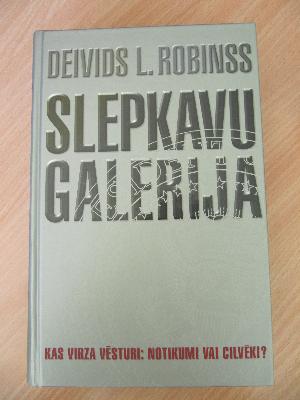 DEIVIDS L. ROBINSS
SLEPKAVU
GALERIJA
KAS VIRZA VĒSTURI: NOTIKUMI VAI CILVĒKI?